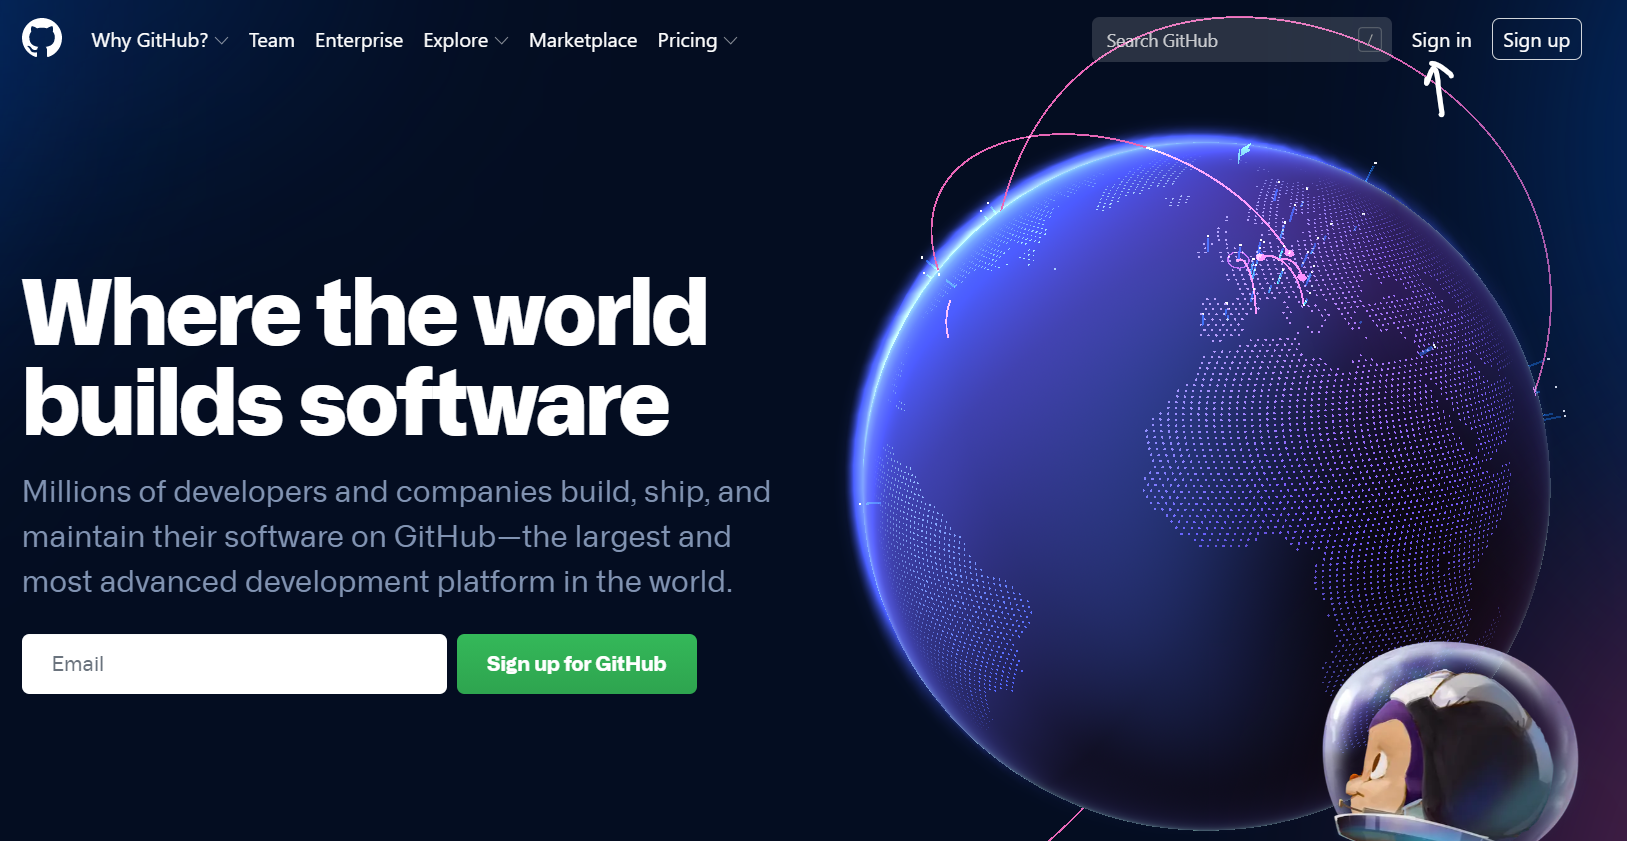 Why GitHub? Team Enterprise Explore Marketplace Pricing Search GitHub / Sign in Sign up
Where the world
builds software
Millions of developers and companies build, ship, and
maintain their software on GitHub—the largest and
most advanced development platform in the world.
Email Sign up for GitHub